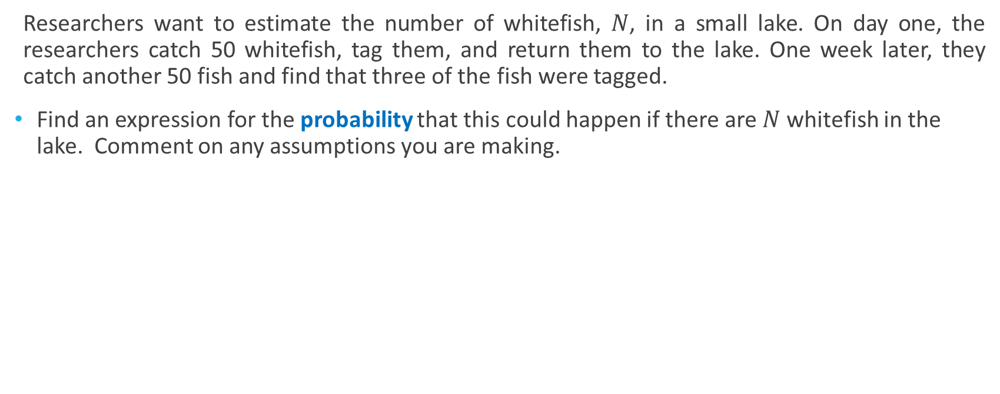 Researchers want to estimate the number of whitefish, N, in a small lake. On day one, the
researchers catch 50 whitefish, tag them, and return them to the lake. One week later, they
catch another 50 fish and find that three of the fish were tagged.
• Find an expression for the probability that this could happen if there are N whitefish in the
lake. Comment on any assumptions you are making.